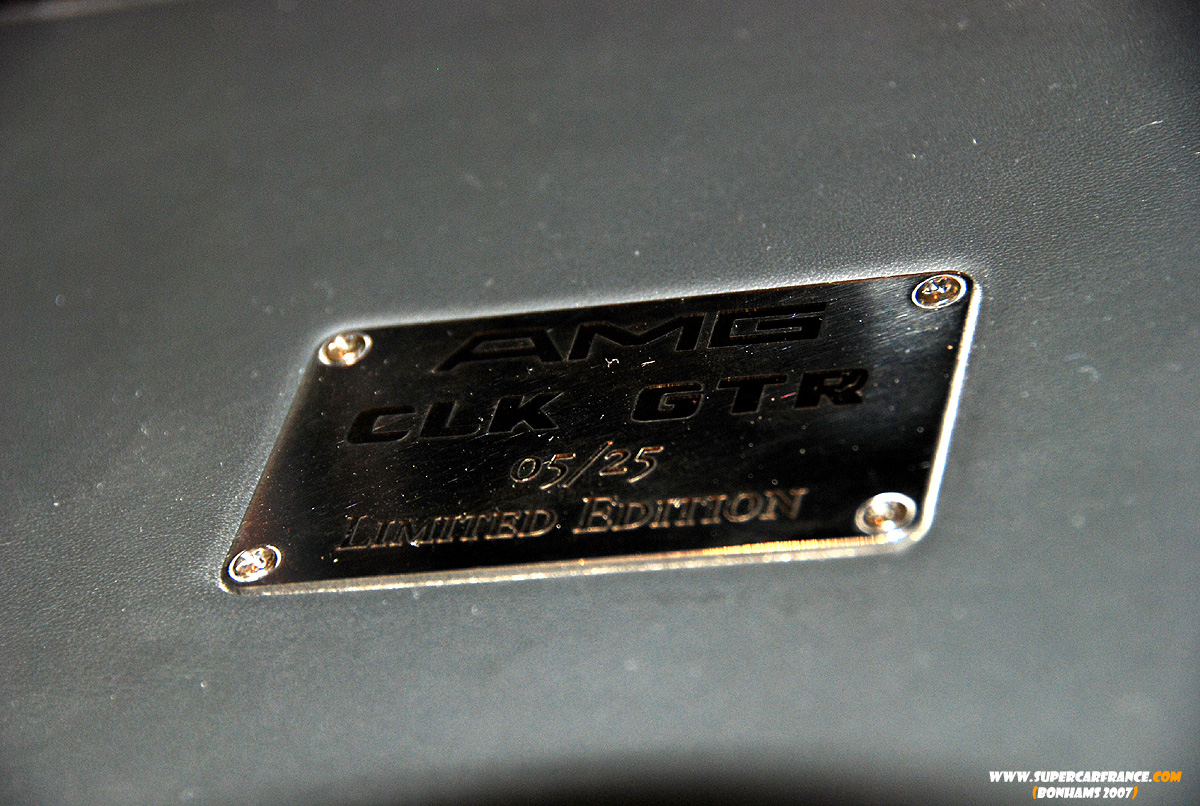 AMG
CLK GTR
05/25
LIMITED EDITION
WWW.SUPERCARFRANCE.COM
(BONHAMS 2007)